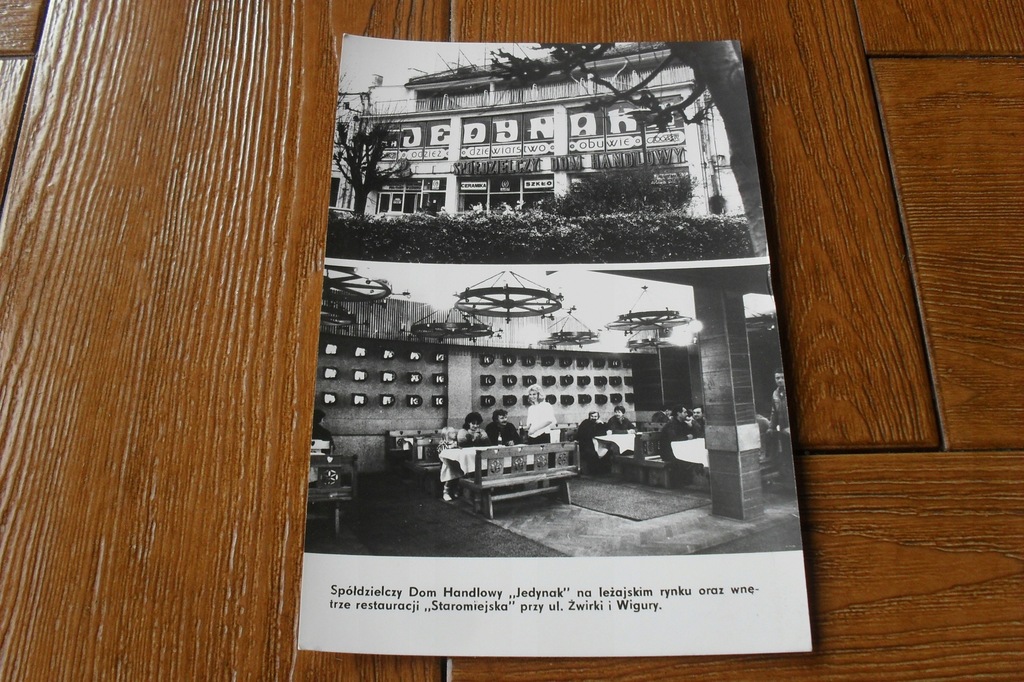 JEDYNAK
odzież dziewiarstwo obuwie
SPÓŁDZIELCZY DOM HANDLOWY
CERAMIKA SZKŁO
Spółdzielczy Dom Handlowy „Jedynak" na leżajskim rynku oraz wnę-
trze restauracji „Staromiejska" przy ul. Żwirki i Wigury.